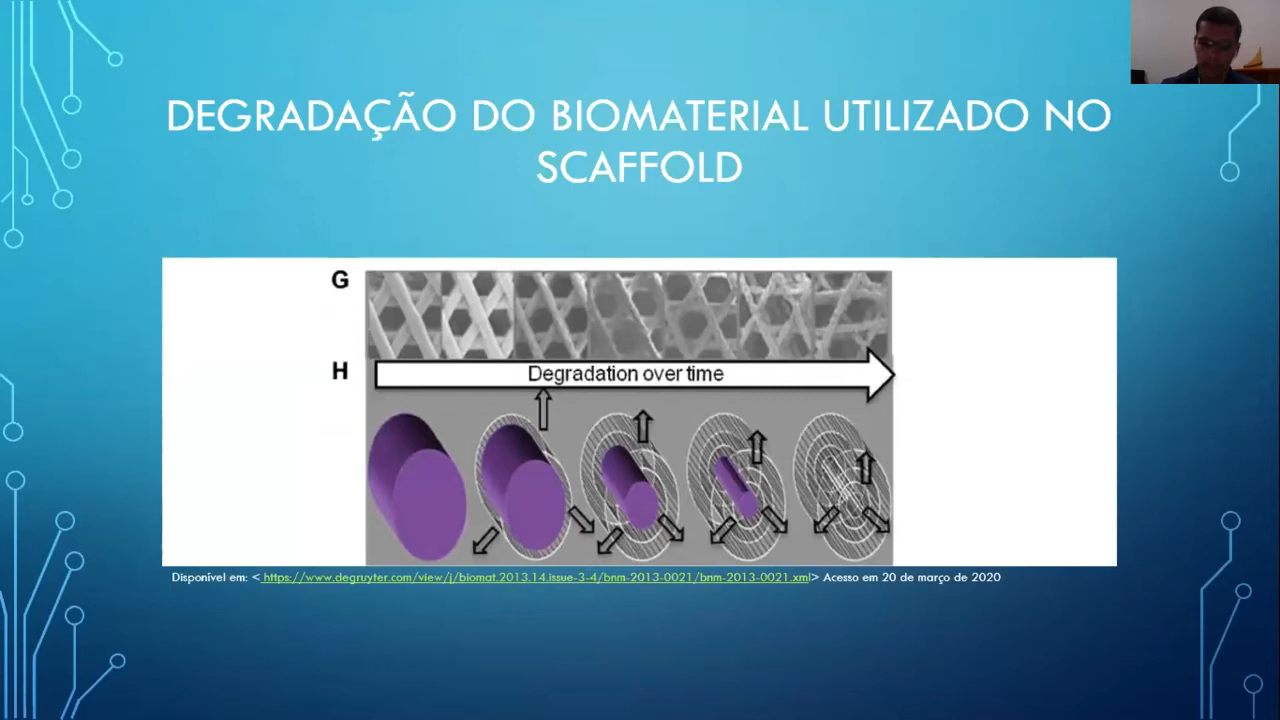 DEGRADAÇÃO DO BIOMATERIAL UTILIZADO NO
SCAFFOLD
G
H
Degradation over time
Disponível em: < https://www.degruyter.com/view/j/biomat.2013.14.issue-3-4/bnm-2013-0021/bnm-2013-0021.xml> Acesso em 20 de março de 2020